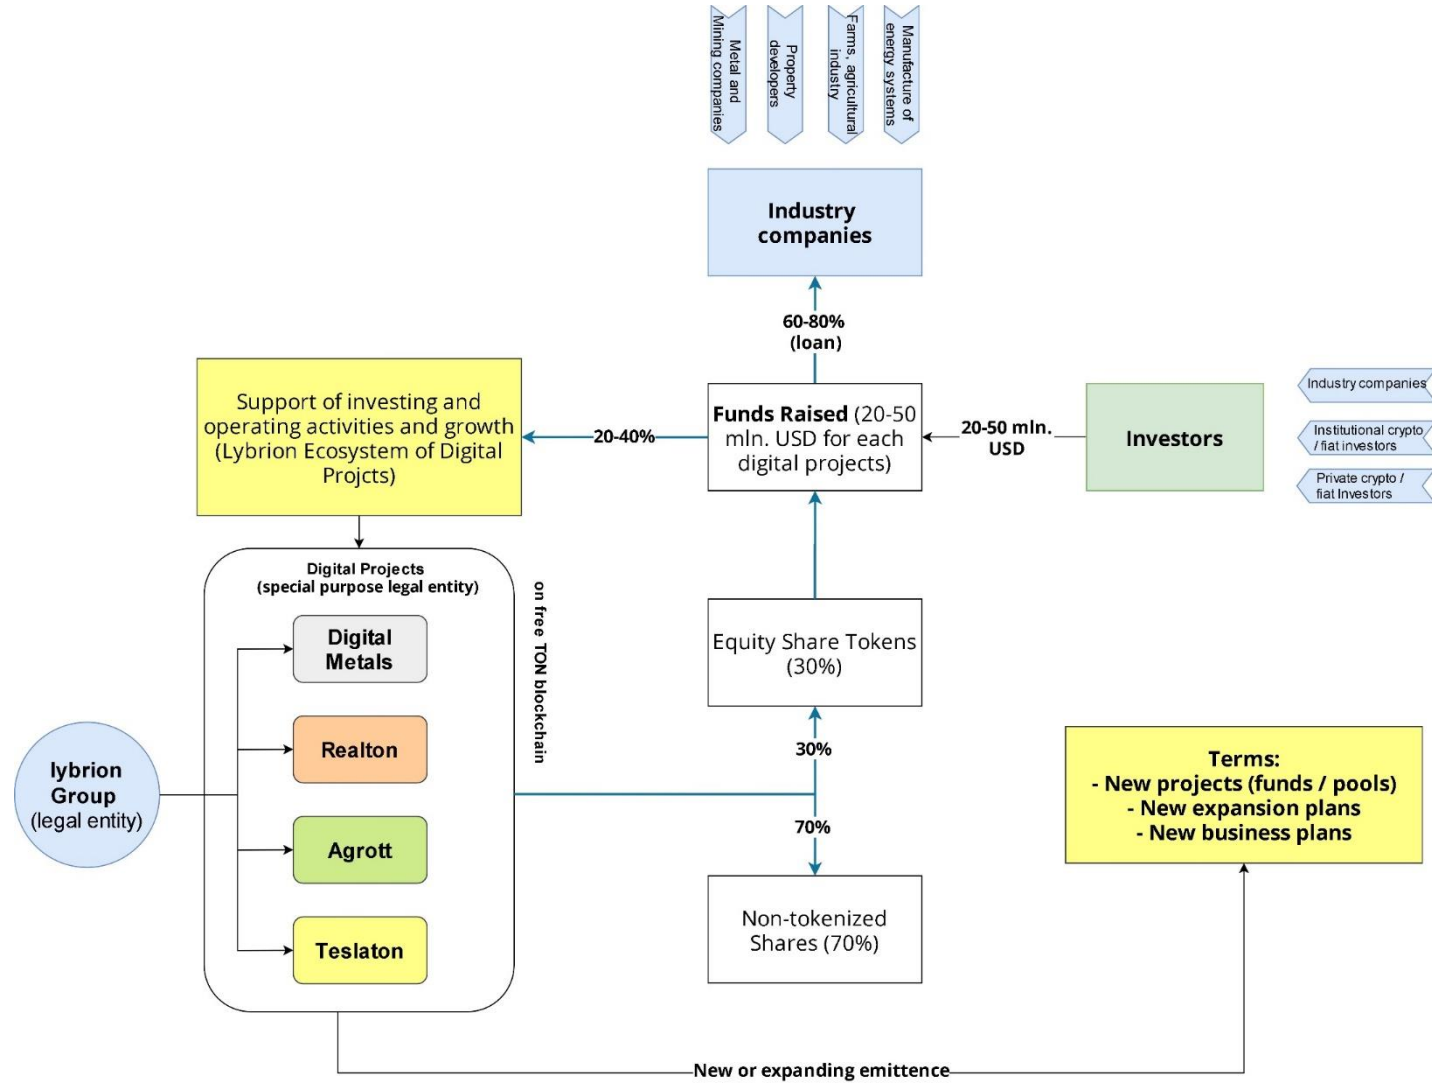 Metal and
Mining companies
Property
developers
Farms, agricultural
industry
Manufacture of
energy systems
Industry
companies
60-80%
(loan)
Support of investing and
operating activities and growth
(Lybrion Ecosystem of Digital
Projcts)
20-40%
Funds Raised (20-50
mln. USD for each
digital projects)
20-50 mln.
USD
Investors
Industry companies
Institutional crypto
/ fiat investors
Private crypto /
fiat Investors
Digital Projects
(special purpose legal entity)
on free TON blockchain
Digital
Metals
Realton
Agrott
Teslaton
lybrion
Group
(legal entity)
Equity Share Tokens
(30%)
30%
70%
Non-tokenized
Shares (70%)
Terms:
- New projects (funds / pools)
- New expansion plans
- New business plans
New or expanding emittence